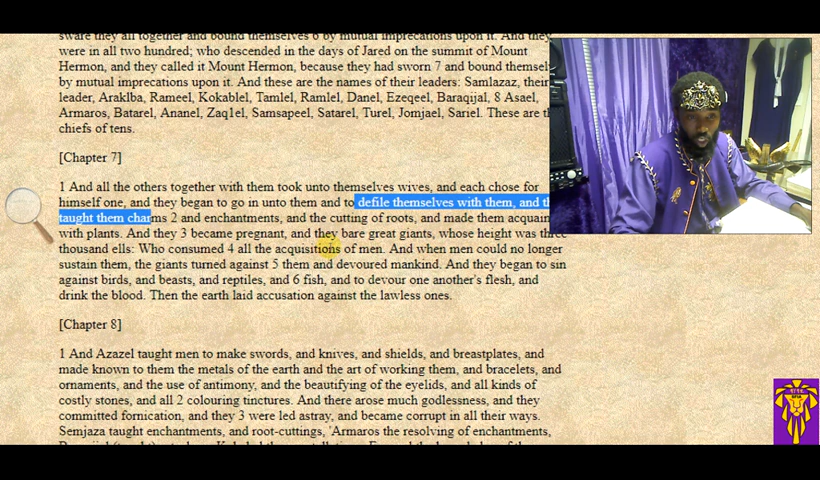 sware they all together and bound themselves 6 by mutual imprecations upon it. And they
were in all two hundred; who descended in the days of Jared on the summit of Mount
Hermon, and they called it Mount Hermon, because they had sworn 7 and bound themsel
by mutual imprecations upon it. And these are the names of their leaders: Samlazaz, their
leader, Araklba, Rameel, Kokablel, Tamlel, Ramlel, Danel, Ezeqeel, Baraqijal, 8 Asael,
Armaros, Batarel, Ananel, Zaq1el, Samsapeel, Satarel, Turel, Jomjael, Sariel. These are
chiefs of tens.
[Chapter 7]
1 And all the others together with them took unto themselves wives, and each chose for
himself one, and they began to go in unto them and to defile themselves with them, and
taught them charms 2 and enchantments, and the cutting of roots, and made them acquain
with plants. And they 3 became pregnant, and they bare great giants, whose height was three
thousand ells: Who consumed 4 all the acquisitions of men. And when men could no longer
sustain them, the giants turned against 5 them and devoured mankind. And they began to sin
against birds, and beasts, and reptiles, and 6 fish, and to devour one another's flesh, and
drink the blood. Then the earth laid accusation against the lawless ones.
[Chapter 8]
1 And Azazel taught men to make swords, and knives, and shields, and breastplates, and
made known to them the metals of the earth and the art of working them, and bracelets, and
ornaments, and the use of antimony, and the beautifying of the eyelids, and all kinds of
costly stones, and all 2 colouring tinctures. And there arose much godlessness, and they
committed fornication, and they 3 were led astray, and became corrupt in all their ways.
Semjaza taught enchantments, and root-cuttings, 'Armaros the resolving of enchantments,